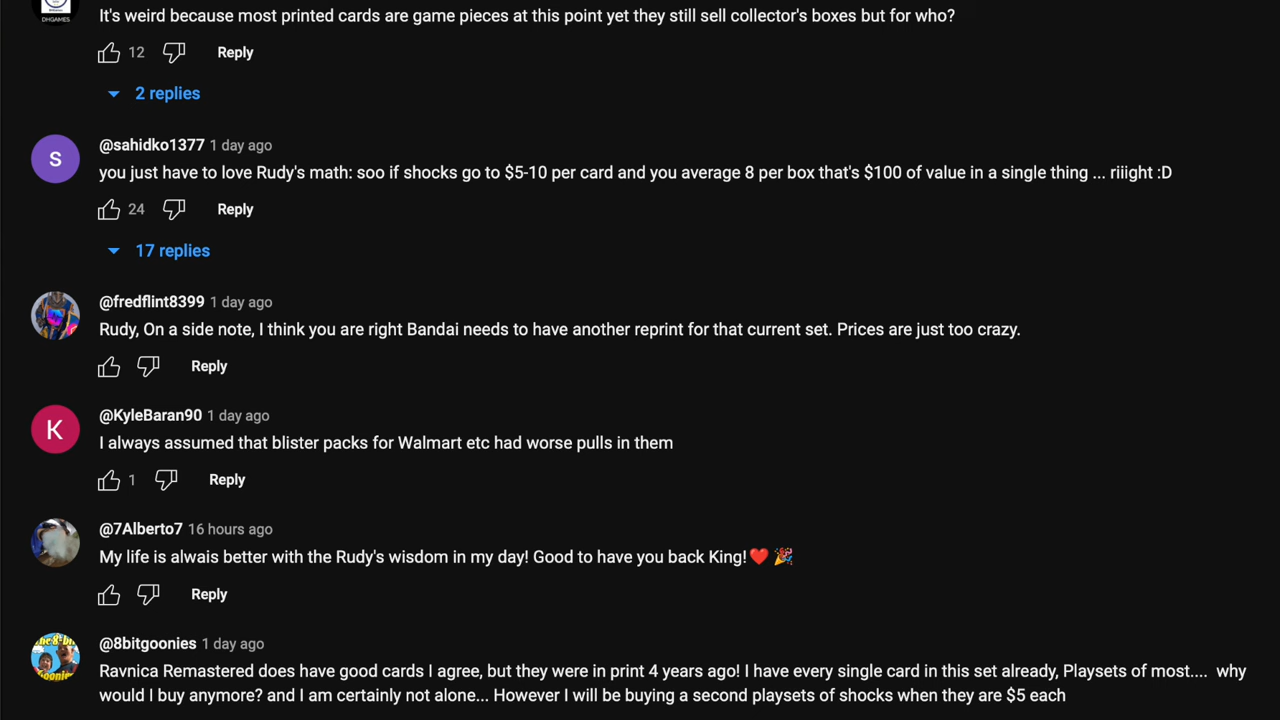 DHGAMES
It's weird because most printed cards are game pieces at this point yet they still sell collector's boxes but for who?
12 Reply
2 replies
S
@sahidko1377 1 day ago
you just have to love Rudy's math: soo if shocks go to $5-10 per card and you average 8 per box that's $100 of value in a single thing ... riiight :D
24 Reply
17 replies
@fredflint8399 1 day ago
Rudy, On a side note, I think you are right Bandai needs to have another reprint for that current set. Prices are just too crazy.
Reply
K
@KyleBaran90 1 day ago
I always assumed that blister packs for Walmart etc had worse pulls in them
1 Reply
@7Alberto7 16 hours ago
My life is alwais better with the Rudy's wisdom in my day! Good to have you back King!❤️ 🎉
Reply
@8bitgoonies 1 day ago
Ravnica Remastered does have good cards I agree, but they were in print 4 years ago! I have every single card in this set already, Playsets of most.... why
would I buy anymore? and I am certainly not alone... However I will be buying a second playsets of shocks when they are $5 each